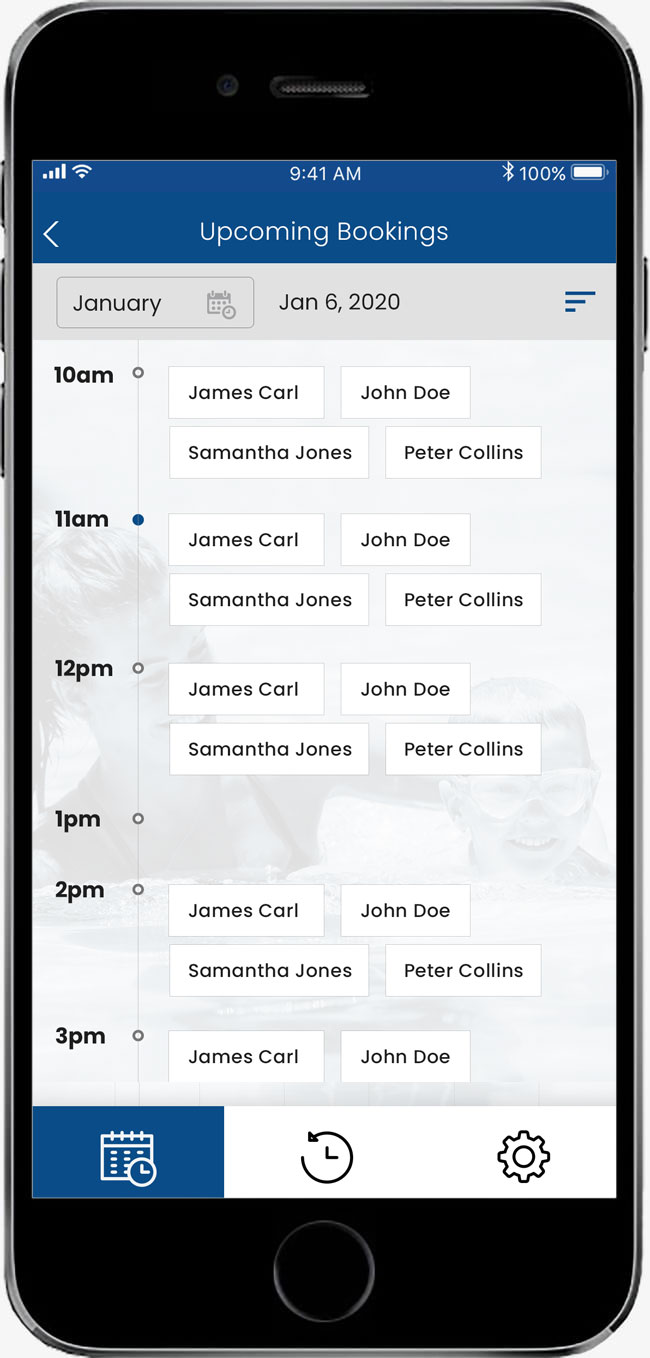 9:41 AM 100%
Upcoming Bookings
January Jan 6, 2020
10am James Carl John Doe
Samantha Jones Peter Collins
11am
James Carl John Doe
Samantha Jones Peter Collins
12pm
James Carl John Doe
Samantha Jones Peter Collins
1pm
2pm
James Carl John Doe
Samantha Jones Peter Collins
3pm
James Carl John Doe